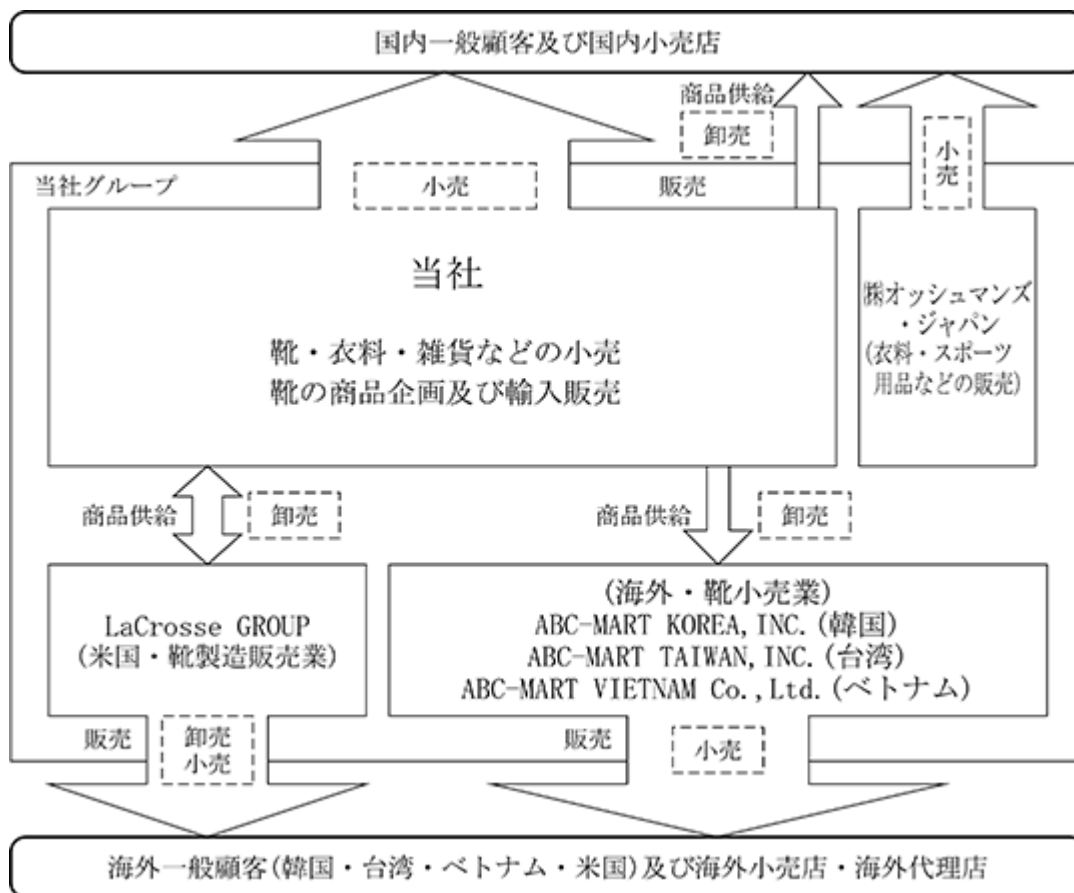 国内一般顧客及び国内小売店
商品供給
卸売
小売
当社グループ
小売
販売
当社
靴・衣料・雑貨などの小売
靴の商品企画及び輸入販売
㈱オッシュマンズ
・ジャパン
(衣料・スポーツ
用品などの販売)
商品供給
卸売
商品供給
卸売
LaCrosse GROUP
(米国・靴製造販売業)
(海外・靴小売業)
ABC-MART KOREA, INC. (韓国)
ABC-MART TAIWAN, INC. (台湾)
ABC-MART VIETNAM Co., Ltd. (ベトナム)
販売
卸売
小売
販売
小売
海外一般顧客(韓国・台湾・ベトナム・米国)及び海外小売店・海外代理店